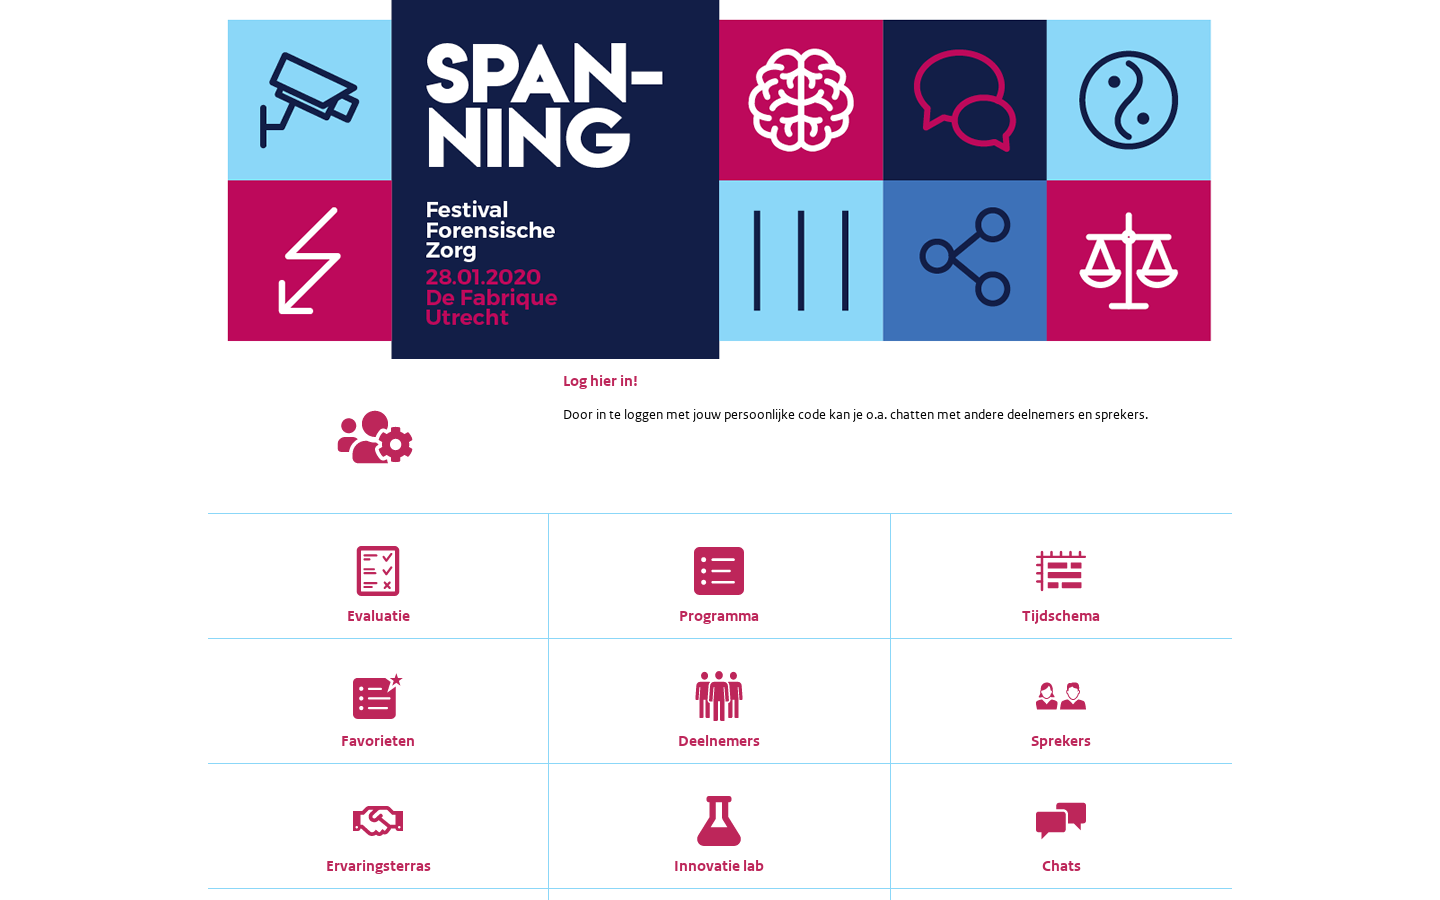 SPAN-
NING
Festival
Forensische
Zorg
28.01.2020
De Fabrique
Utrecht
Log hier in!
Door in te loggen met jouw persoonlijke code kan je o.a. chatten met andere deelnemers en sprekers.
Evaluatie
Programma
Tijdschema
Favorieten
Deelnemers
Sprekers
Ervaringsterras
Innovatie lab
Chats